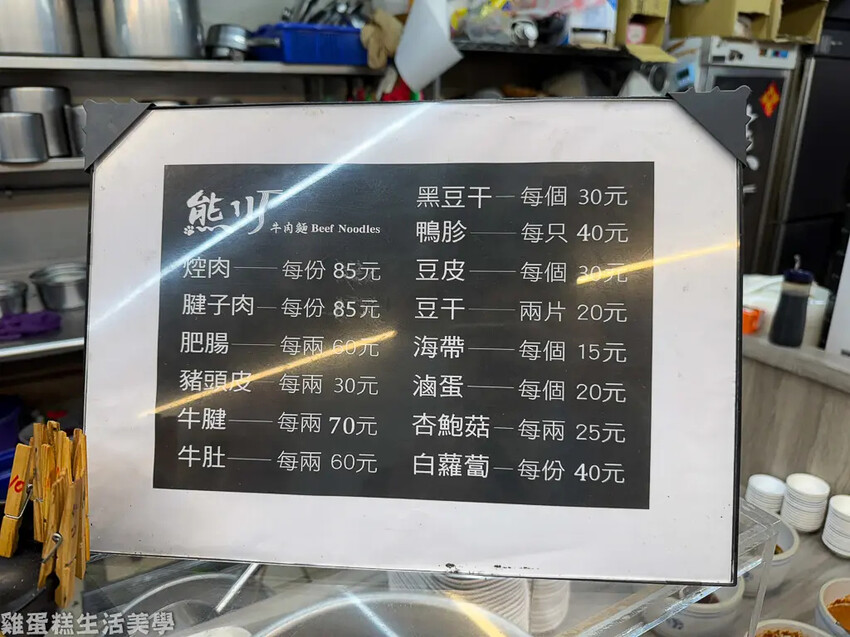 熊川
牛肉麵 Beef Noodles
焢肉 — 每份 85元
腱子肉 — 每份 85元
肥腸 — 每兩 60元
豬頭皮 — 每兩 30元
牛腱 — 每兩 70元
牛肚 — 每兩 60元
黑豆干 — 每個 30元
鴨胗 — 每只 40元
豆皮 — 每個 30元
豆干 — 兩片 20元
海帶 — 每個 15元
滷蛋 — 每個 20元
杏鮑菇 — 每兩 25元
白蘿蔔 — 每份 40元
雞蛋糕生活美學